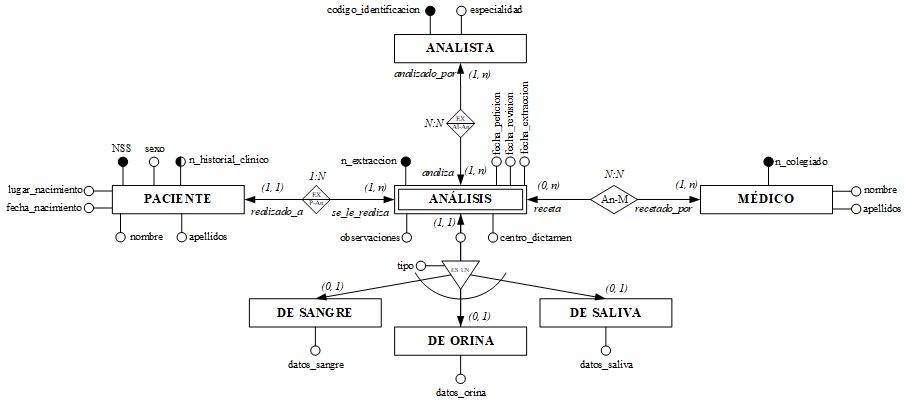 codigo_identificacion
especialidad
ANALISTA
analizado_por
(1, n)
N:N
EX
Al-An
fecha_peticion
fecha_revision
fecha_extraccion
NSS
sexo
n_historial_clinico
1:N
n_extraccion
analiza
(1, n)
N:N
n_colegiado
lugar_nacimiento
fecha_nacimiento
PACIENTE
(1, 1)
realizado_a
EX
P-An
(1, n)
se_le_realiza
ANÁLISIS
(0, n)
receta
An-M
(1, n)
recetado_por
MÉDICO
nombre
apellidos
nombre
apellidos
observaciones
(1, 1)
centro_dictamen
tipo
ES UN
(0, 1)
(0, 1)
(0, 1)
DE SANGRE
DE ORINA
DE SALIVA
datos_sangre
datos_orina
datos_saliva